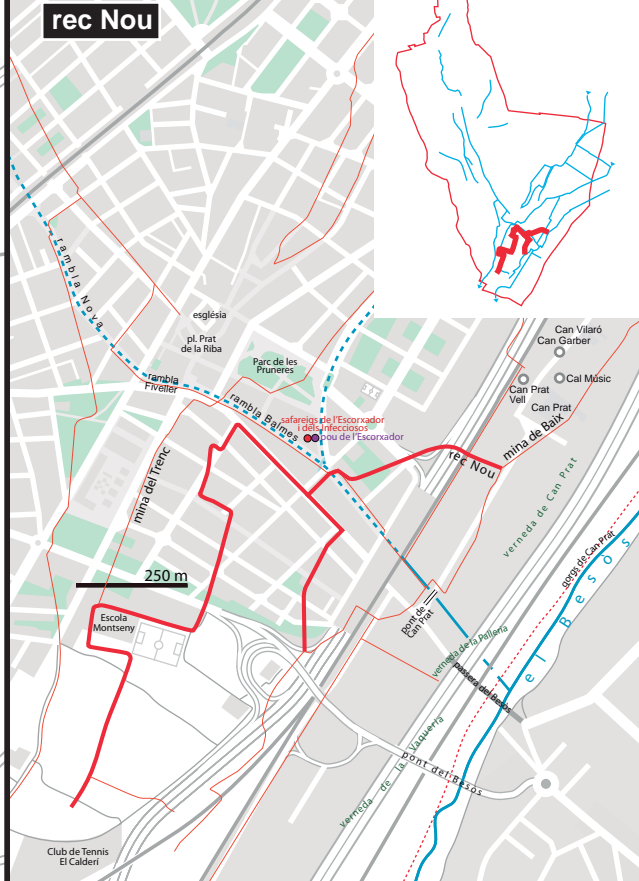 rec Nou
rambla Nova
església
pl. Prat
de la Riba
Parc de les
Pruneres
rambla
Fiveller
rambla Balmes
safareigs de l'Escorxador
i dels Infecciosos
pou de l'Escorxador
Can Vilaró
Can Garber
Cal Músic
Can Prat
Vell
Can Prat
mina de Baix
rec Nou
mina del Trenc
verneda de Can Prat
gorgs de Can Prat
el Besòs
250 m
Escola
Montseny
pont de
Can Prat
verneda de la Palleria
passera del Besòs
verneda de la Vaqueria
pont del Besòs
Club de Tennis
El Calderí